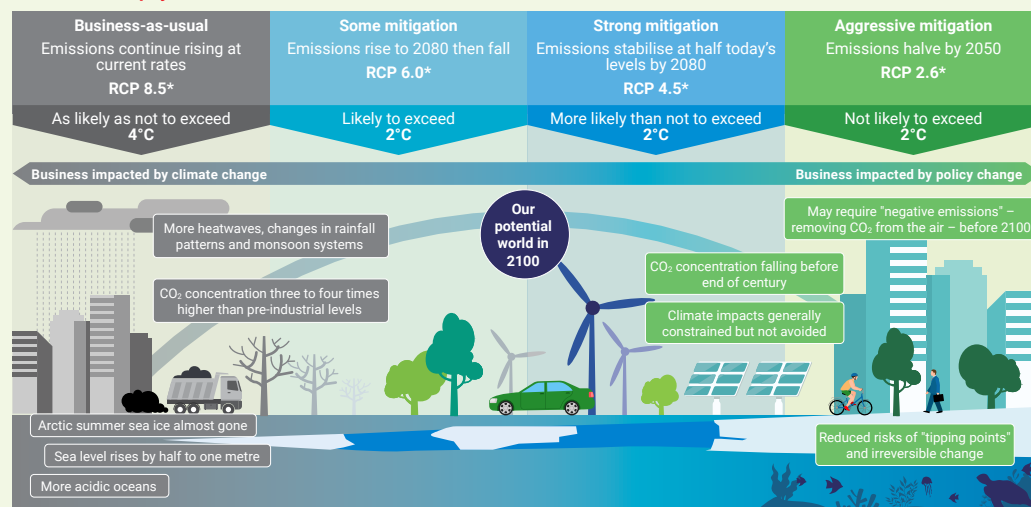 Business-as-usual
Emissions continue rising at
current rates
RCP 8.5*
As likely as not to exceed
4°C
Some mitigation
Emissions rise to 2080 then fall
RCP 6.0*
Likely to exceed
2°C
Strong mitigation
Emissions stabilise at half today's
levels by 2080
RCP 4.5*
More likely than not to exceed
2°C
Aggressive mitigation
Emissions halve by 2050
RCP 2.6*
Not likely to exceed
2°C
Business impacted by climate change
Business impacted by policy change
Our
potential
world in
2100
More heatwaves, changes in rainfall
patterns and monsoon systems
CO₂ concentration three to four times
higher than pre-industrial levels
May require "negative emissions" –
removing CO₂ from the air – before 2100
CO₂ concentration falling before
end of century
Climate impacts generally
constrained but not avoided
Arctic summer sea ice almost gone
Sea level rises by half to one metre
More acidic oceans
Reduced risks of "tipping points"
and irreversible change